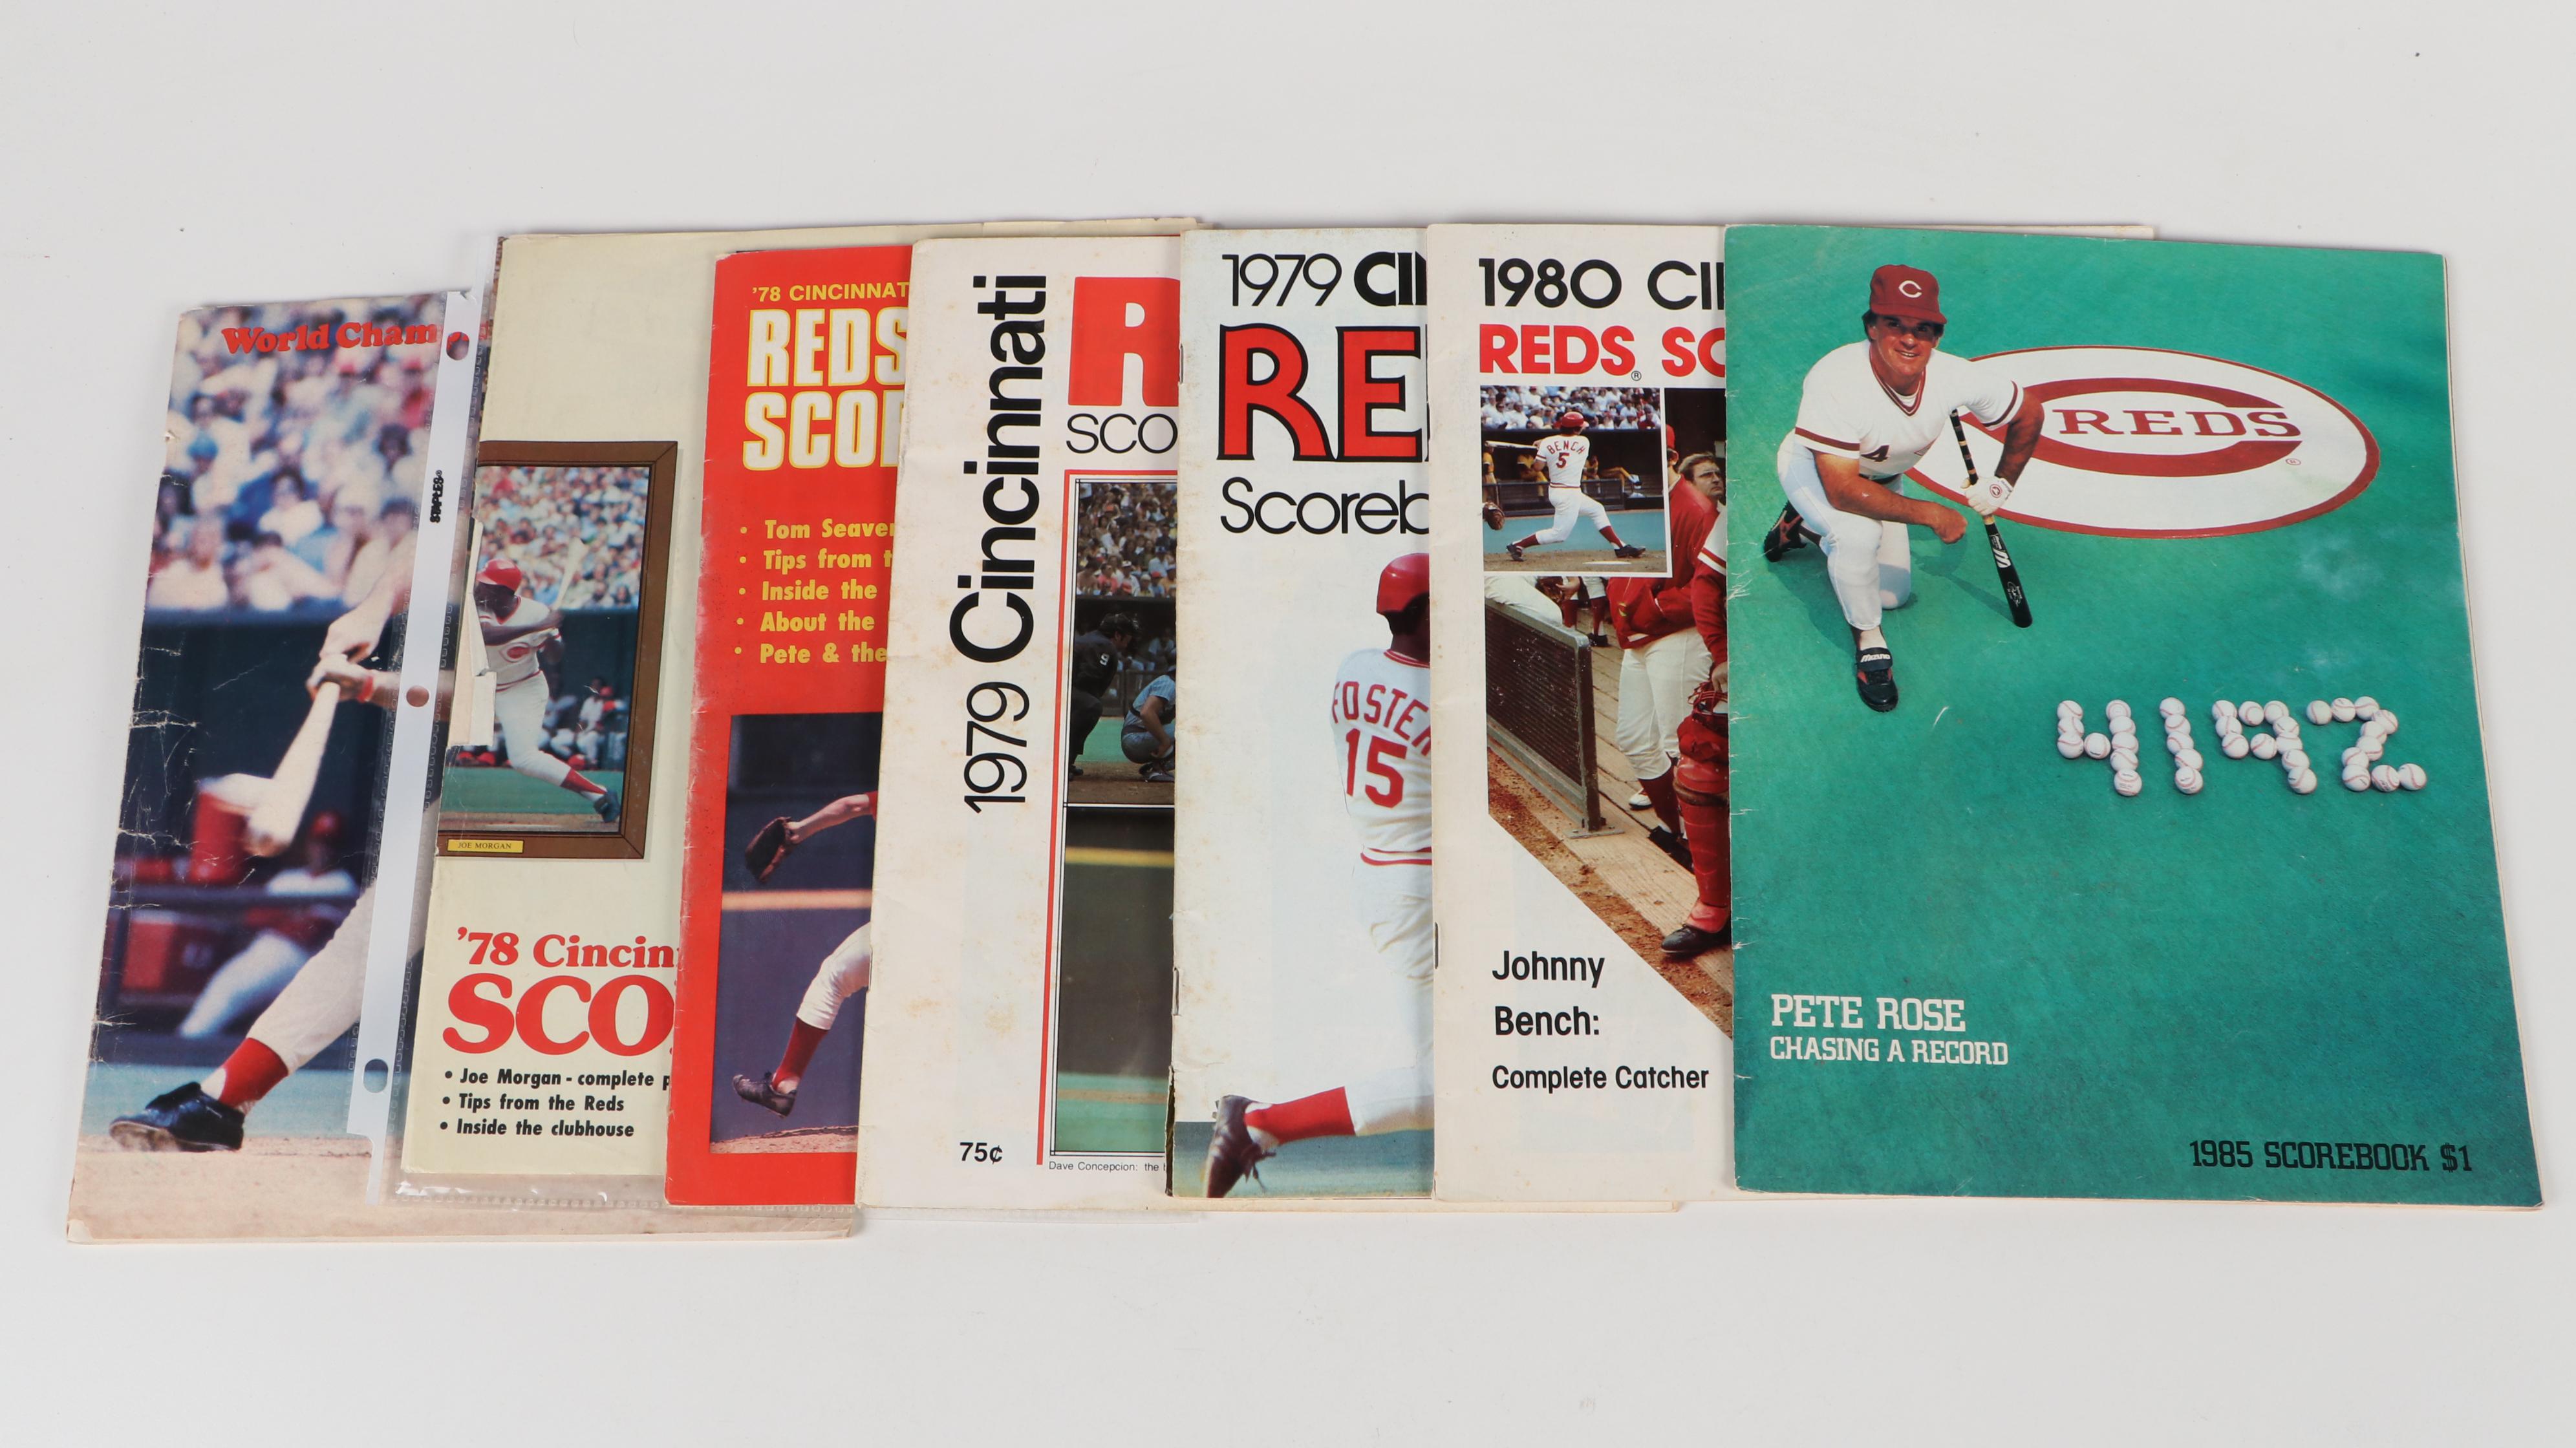 World Cham
STAPLES®
JOE MORGAN
'78 Cincin
SCO
• Joe Morgan - complete p
• Tips from the Reds
• Inside the clubhouse
'78 CINCINNAT
REDS
SCO
• Tom Seaver
• Tips from t
• Inside the
• About the
• Pete & the
1979 Cincinnati
R
SCO
75¢
Dave Concepcion: the
1979 CIN
RE
Scoreb
FOSTER
15
1980 CI
REDS® SC
BENCH
5
Johnny
Bench:
Complete Catcher
C
4
REDS®
MIZUNO
4192
PETE ROSE
CHASING A RECORD
1985 SCOREBOOK $1